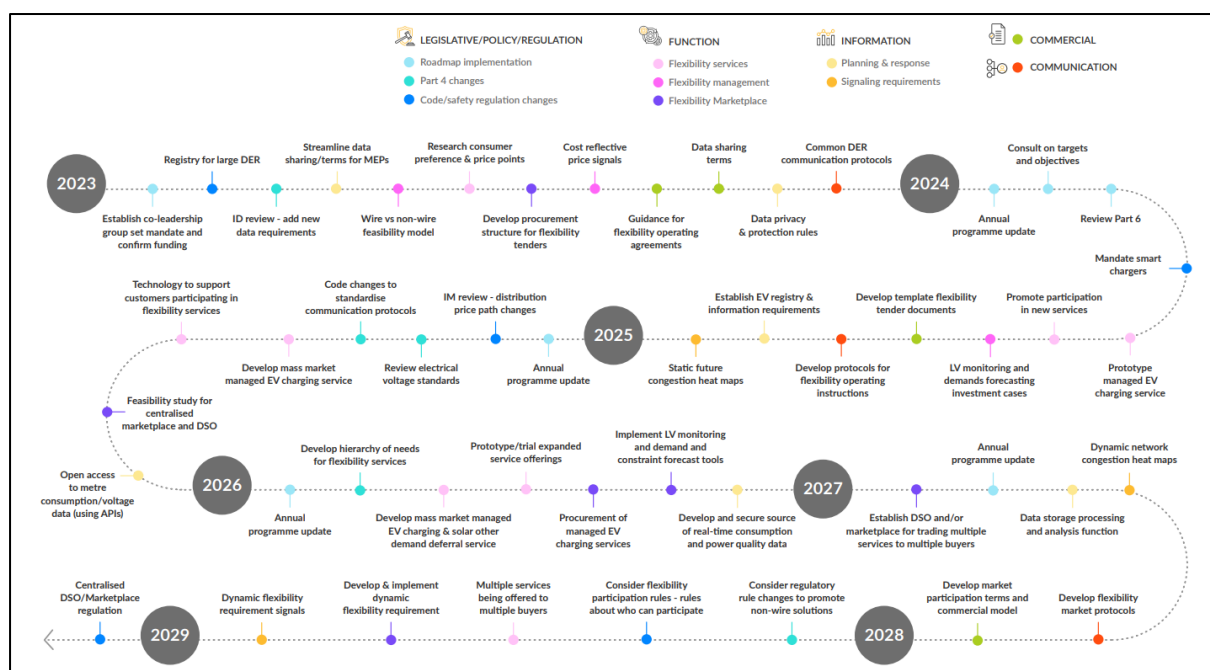 LEGISLATIVE/POLICY/REGULATION
Roadmap implementation
Part 4 changes
Code/safety regulation changes
FUNCTION
Flexibility services
Flexibility management
Flexibility Marketplace
INFORMATION
Planning & response
Signaling requirements
COMMERCIAL
COMMUNICATION
2023
Establish co-leadership
group set mandate and
confirm funding
Registry for large DER
ID review - add new
data requirements
Streamline data
sharing/terms for MEPs
Wire vs non-wire
feasibility model
Research consumer
preference & price points
Develop procurement
structure for flexibility
tenders
Cost reflective
price signals
Guidance for
flexibility operating
agreements
Data sharing
terms
Data privacy
& protection rules
Common DER
communication protocols
2024
Annual
programme update
Consult on targets
and objectives
Review Part 6
Mandate smart
chargers
Prototype
managed EV
charging service
Promote participation
in new services
LV monitoring and
demands forecasting
investment cases
Develop template flexibility
tender documents
Develop protocols for
flexibility operating
instructions
Establish EV registry &
information requirements
Static future
congestion heat maps
2025
Annual
programme update
IM review - distribution
price path changes
Review electrical
voltage standards
Code changes to
standardise
communication protocols
Develop mass market
managed EV charging service
Technology to support
customers participating in
flexibility services
Feasibility study for
centralised
marketplace and DSO
Open access
to metre
consumption/voltage
data (using APIs)
2026
Annual
programme update
Develop hierarchy of needs
for flexibility services
Develop mass market managed
EV charging & solar other
demand deferral service
Prototype/trial expanded
service offerings
Procurement of
managed EV
charging services
Implement LV monitoring
and demand and
constraint forecast tools
Develop and secure source
of real-time consumption
and power quality data
2027
Establish DSO and/or
marketplace for trading multiple
services to multiple buyers
Annual
programme update
Data storage processing
and analysis function
Dynamic network
congestion heat maps
Develop flexibility
market protocols
Develop market
participation terms and
commercial model
2028
Consider regulatory
rule changes to promote
non-wire solutions
Consider flexibility
participation rules - rules
about who can participate
Multiple services
being offered to
multiple buyers
Develop & implement
dynamic
flexibility requirement
Dynamic flexibility
requirement signals
2029
Centralised
DSO/Marketplace
regulation